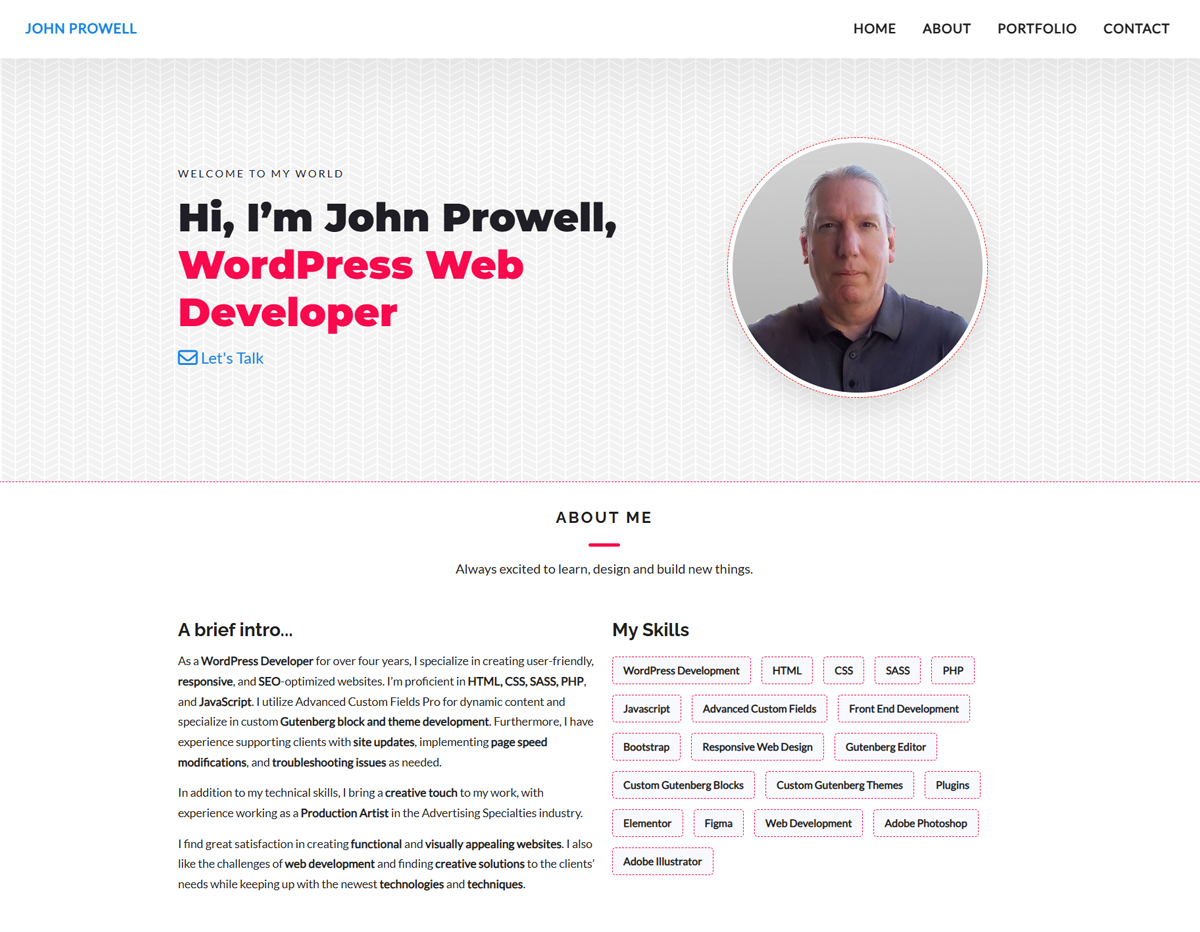 JOHN PROWELL
HOME ABOUT PORTFOLIO CONTACT
WELCOME TO MY WORLD
Hi, I’m John Prowell,
WordPress Web
Developer
Let's Talk
ABOUT ME
Always excited to learn, design and build new things.
A brief intro...
As a WordPress Developer for over four years, I specialize in creating user-friendly,
responsive, and SEO-optimized websites. I'm proficient in HTML, CSS, SASS, PHP,
and JavaScript. I utilize Advanced Custom Fields Pro for dynamic content and
specialize in custom Gutenberg block and theme development. Furthermore, I have
experience supporting clients with site updates, implementing page speed
modifications, and troubleshooting issues as needed.
In addition to my technical skills, I bring a creative touch to my work, with
experience working as a Production Artist in the Advertising Specialties industry.
I find great satisfaction in creating functional and visually appealing websites. I also
like the challenges of web development and finding creative solutions to the clients'
needs while keeping up with the newest technologies and techniques.
My Skills
WordPress Development HTML CSS SASS PHP
Javascript Advanced Custom Fields Front End Development
Bootstrap Responsive Web Design Gutenberg Editor
Custom Gutenberg Blocks Custom Gutenberg Themes Plugins
Elementor Figma Web Development Adobe Photoshop
Adobe Illustrator